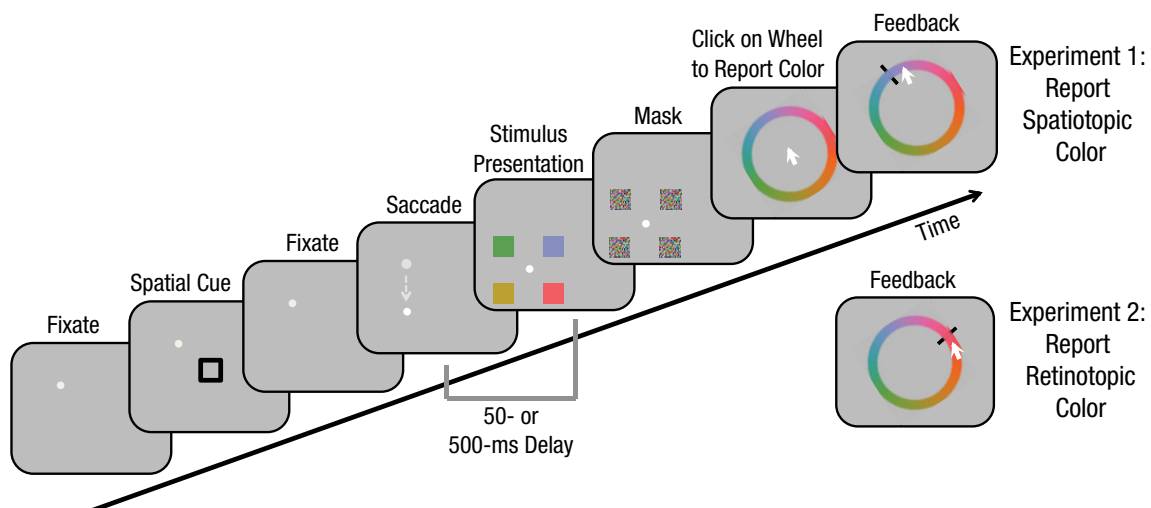 Fixate
Spatial Cue
Fixate
Saccade
Stimulus
Presentation
Mask
Click on Wheel
to Report Color
Feedback
Experiment 1:
Report
Spatiotopic
Color
Time
50- or
500-ms Delay
Feedback
Experiment 2:
Report
Retinotopic
Color